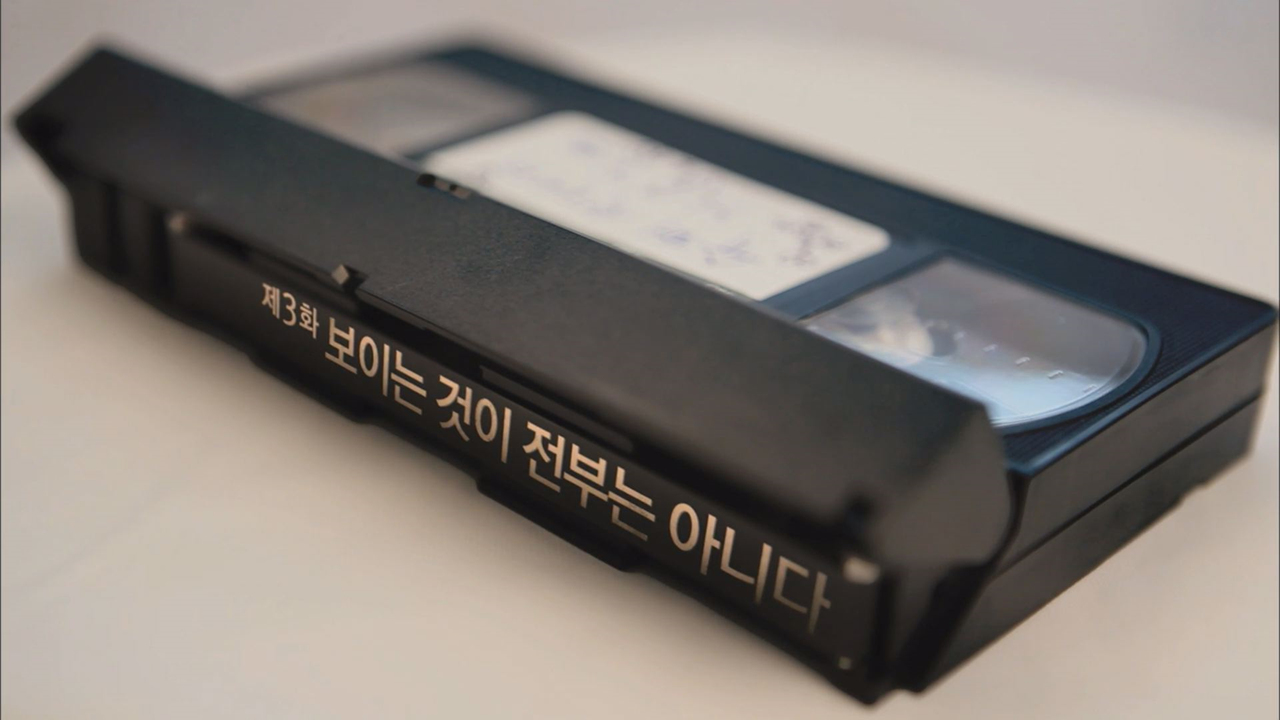 제3화 보이는 것이 전부는 아니다